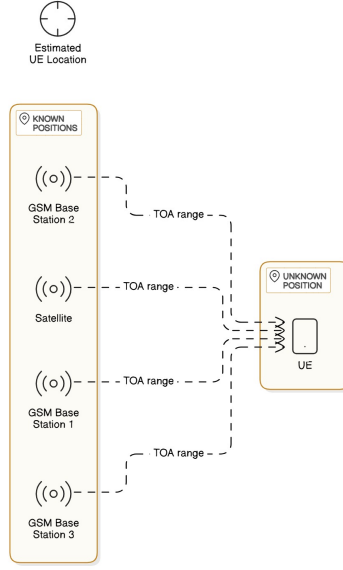 Estimated
UE Location
KNOWN
POSITIONS
GSM Base
Station 2
TOA range
UNKNOWN
POSITION
Satellite
TOA range
UE
GSM Base
Station 1
TOA range
GSM Base
Station 3
TOA range